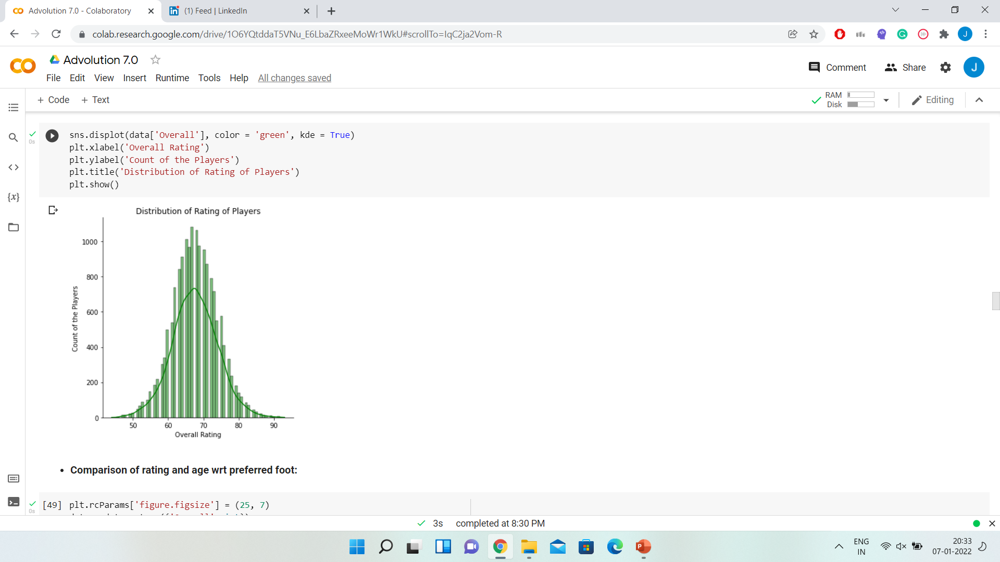 Advolution 7.0 - Colaboratory
(1) Feed | LinkedIn
colab.research.google.com/drive/1O6YQtddaT5VNu_E6LbaZRxeeMoWr1WkU#scrollTo=IqC2ja2Vom-R
J
Advolution 7.0
Comment
Share
J
File Edit View Insert Runtime Tools Help All changes saved
+ Code + Text
RAM
Disk
Editing
0s
sns.displot(data['Overall'], color = 'green', kde = True)
plt.xlabel('Overall Rating')
plt.ylabel('Count of the Players')
plt.title('Distribution of Rating of Players')
plt.show()
{x}
Distribution of Rating of Players
1000
800
600
400
200
0
Count of the Players
50 60 70 80 90
Overall Rating
• Comparison of rating and age wrt preferred foot:
0s
[49] plt.rcParams['figure.figsize'] = (25, 7)
3s completed at 8:30 PM
ENG
IN
20:33
07-01-2022